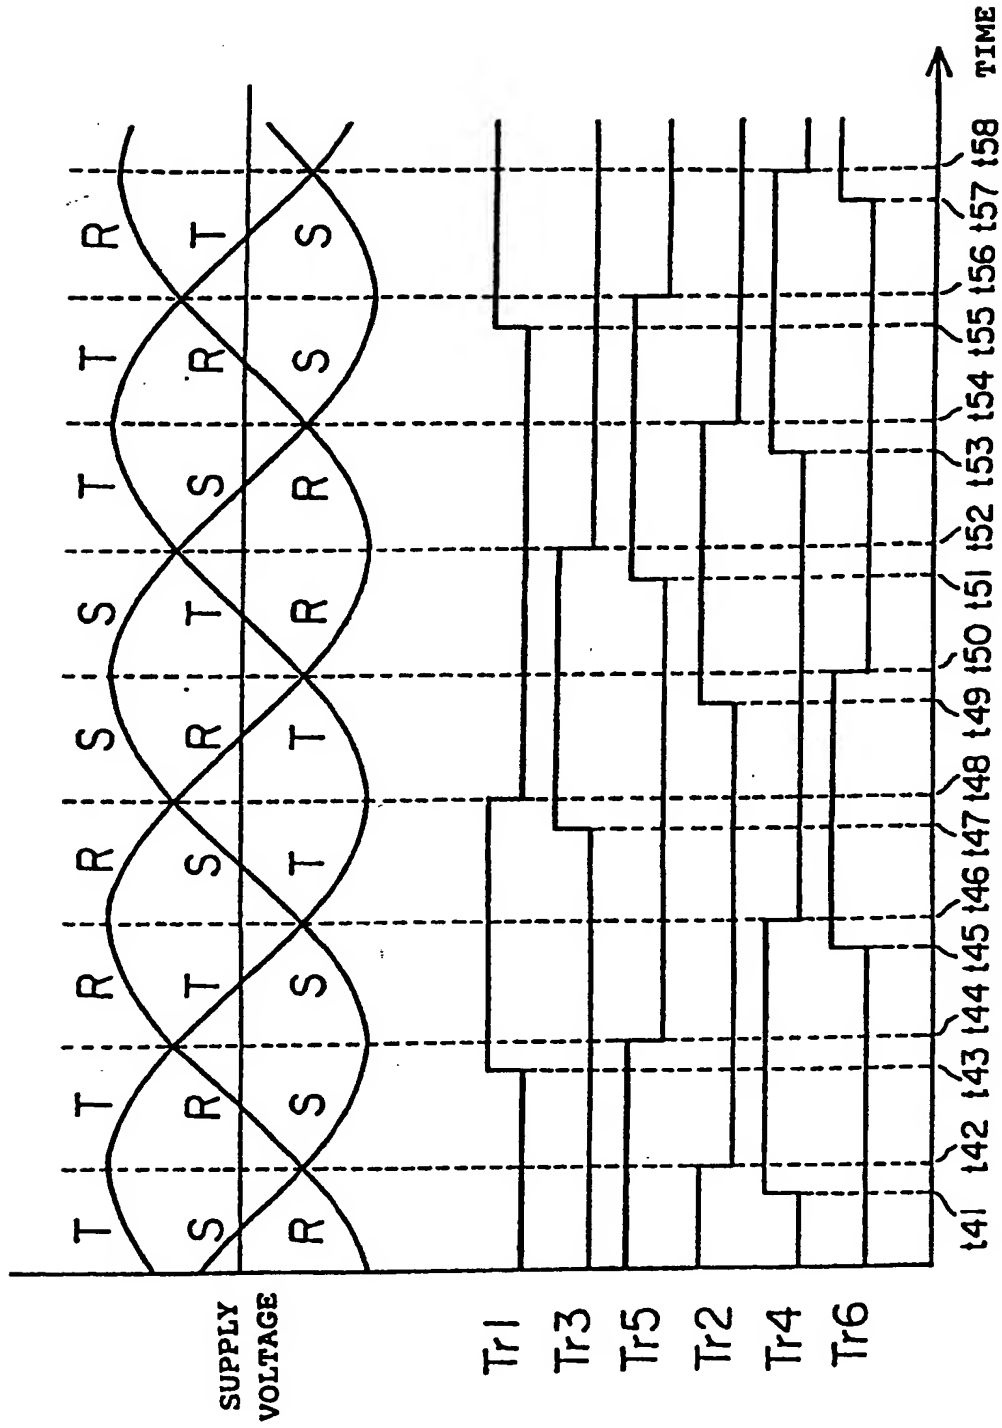 T T R R S S T T R
S R T S R T S R T
R S S T T R R S S
SUPPLY
VOLTAGE
Tr1
Tr3
Tr5
Tr2
Tr4
Tr6
t41 t42 t43 t44 t45 t46 t47 t48 t49 t50 t51 t52 t53 t54 t55 t56 t57 t58 TIME